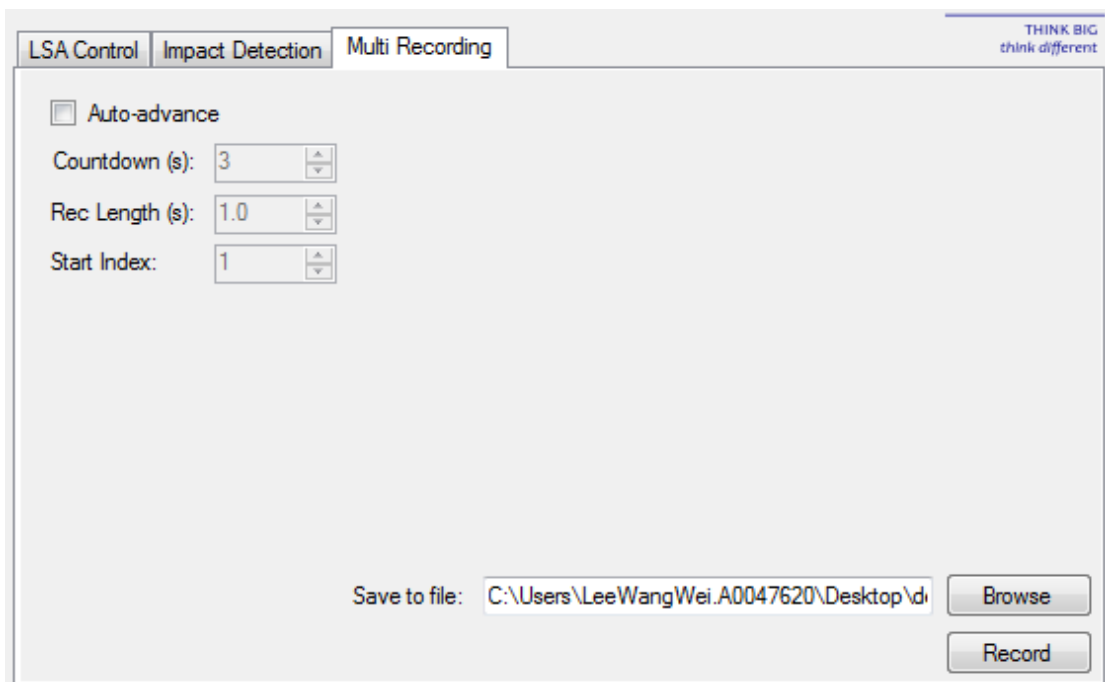 THINK BIG
think different
LSA Control Impact Detection Multi Recording
Auto-advance
Countdown (s): 3
Rec Length (s): 1.0
Start Index: 1
Save to file: C:\Users\LeeWangWei.A0047620\Desktop\d Browse
Record